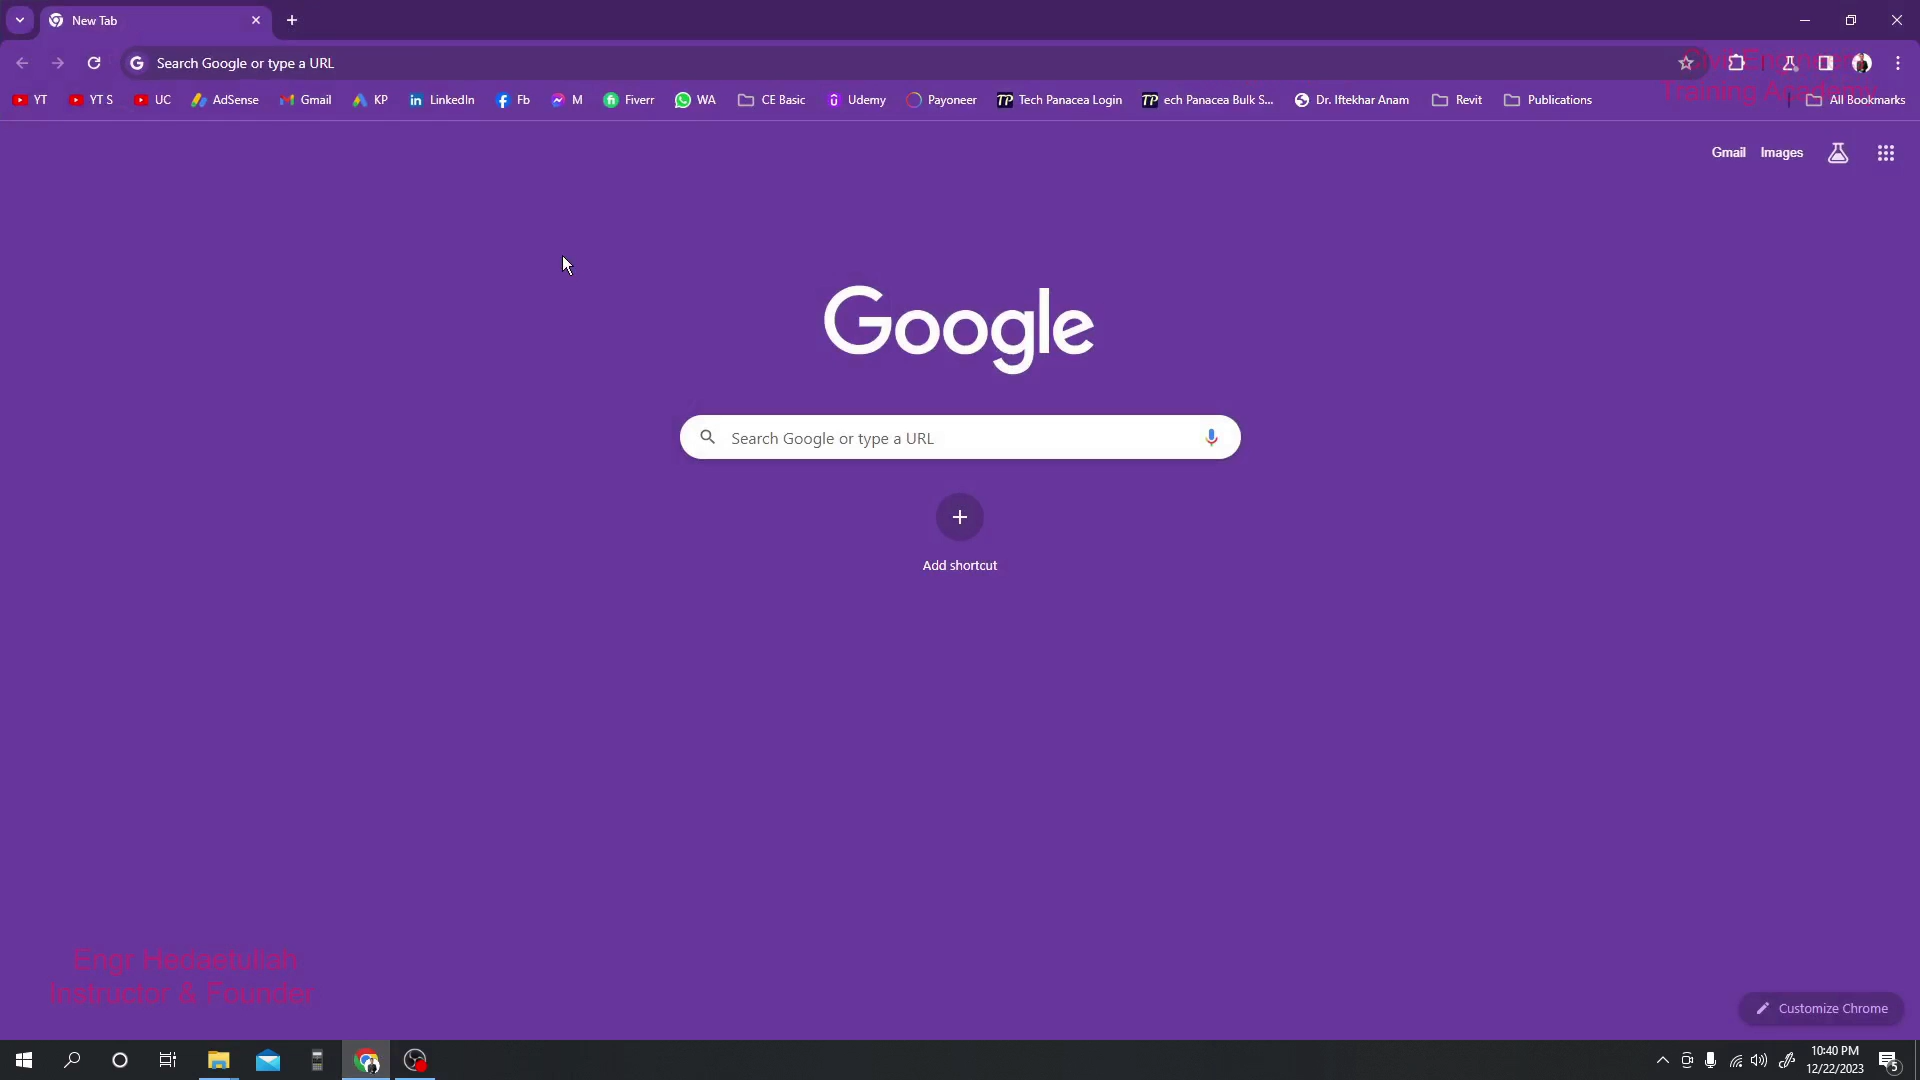 New Tab
Search Google or type a URL
YT
YT S
UC
AdSense
Gmail
KP
LinkedIn
Fb
M
Fiverr
WA
CE Basic
Udemy
Payoneer
Tech Panacea Login
ech Panacea Bulk S...
Dr. Iftekhar Anam
Revit
Publications
All Bookmarks
Training
Gmail
Images
Google
Search Google or type a URL
Add shortcut
Engr Hedaetullah
Instructor & Founder
Customize Chrome
10:40 PM
12/22/2023
5